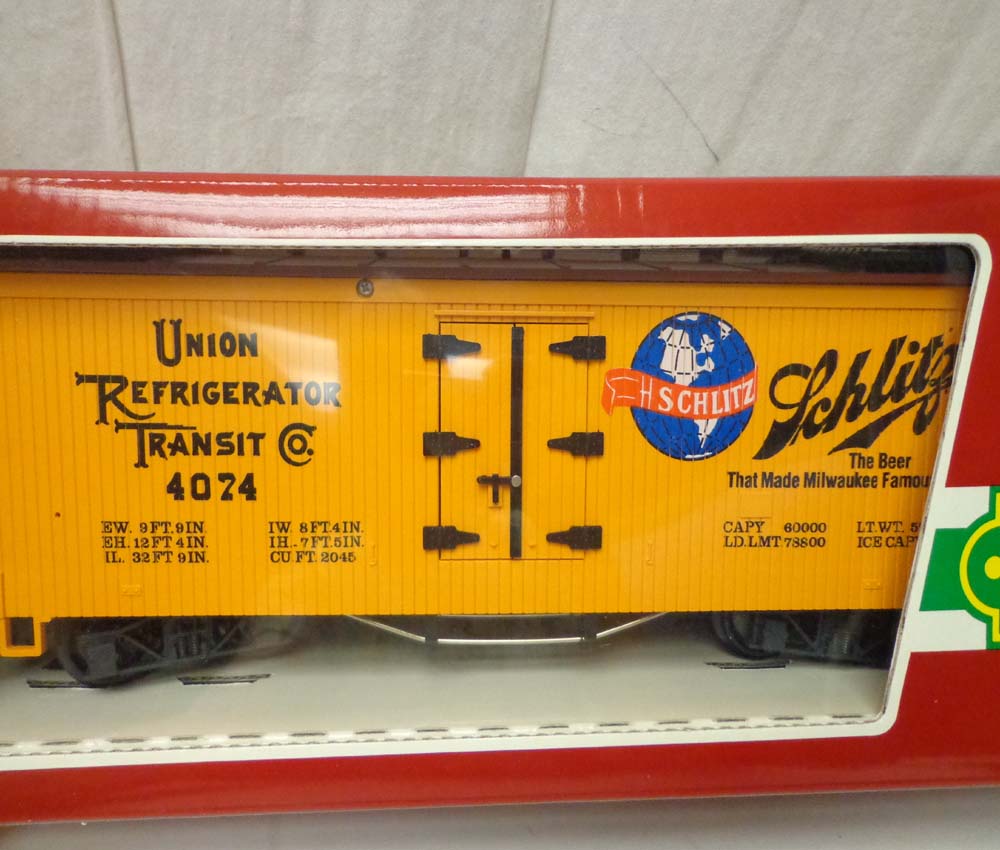 UNION
REFRIGERATOR
TRANSIT CO.
4074
EW. 9FT.9IN.
EH. 12FT 4IN.
IL. 32FT 9IN.
IW. 8FT.4IN.
IH.-7FT.5IN.
CU.FT. 2045
SCHLITZ
Schlitz
The Beer
That Made Milwaukee
CAPY 60000
LD.LMT. 78800
LT.WT.
ICE